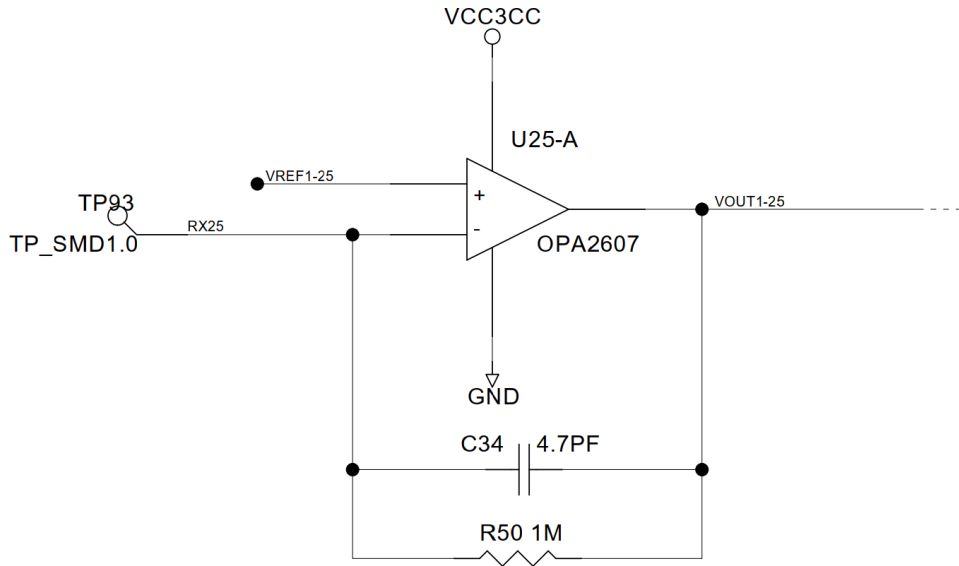 VCC3CC
U25-A
VREF1-25
+
TP93
RX25
VOUT1-25
-
TP_SMD1.0
OPA2607
GND
C34 4.7PF
R50 1M